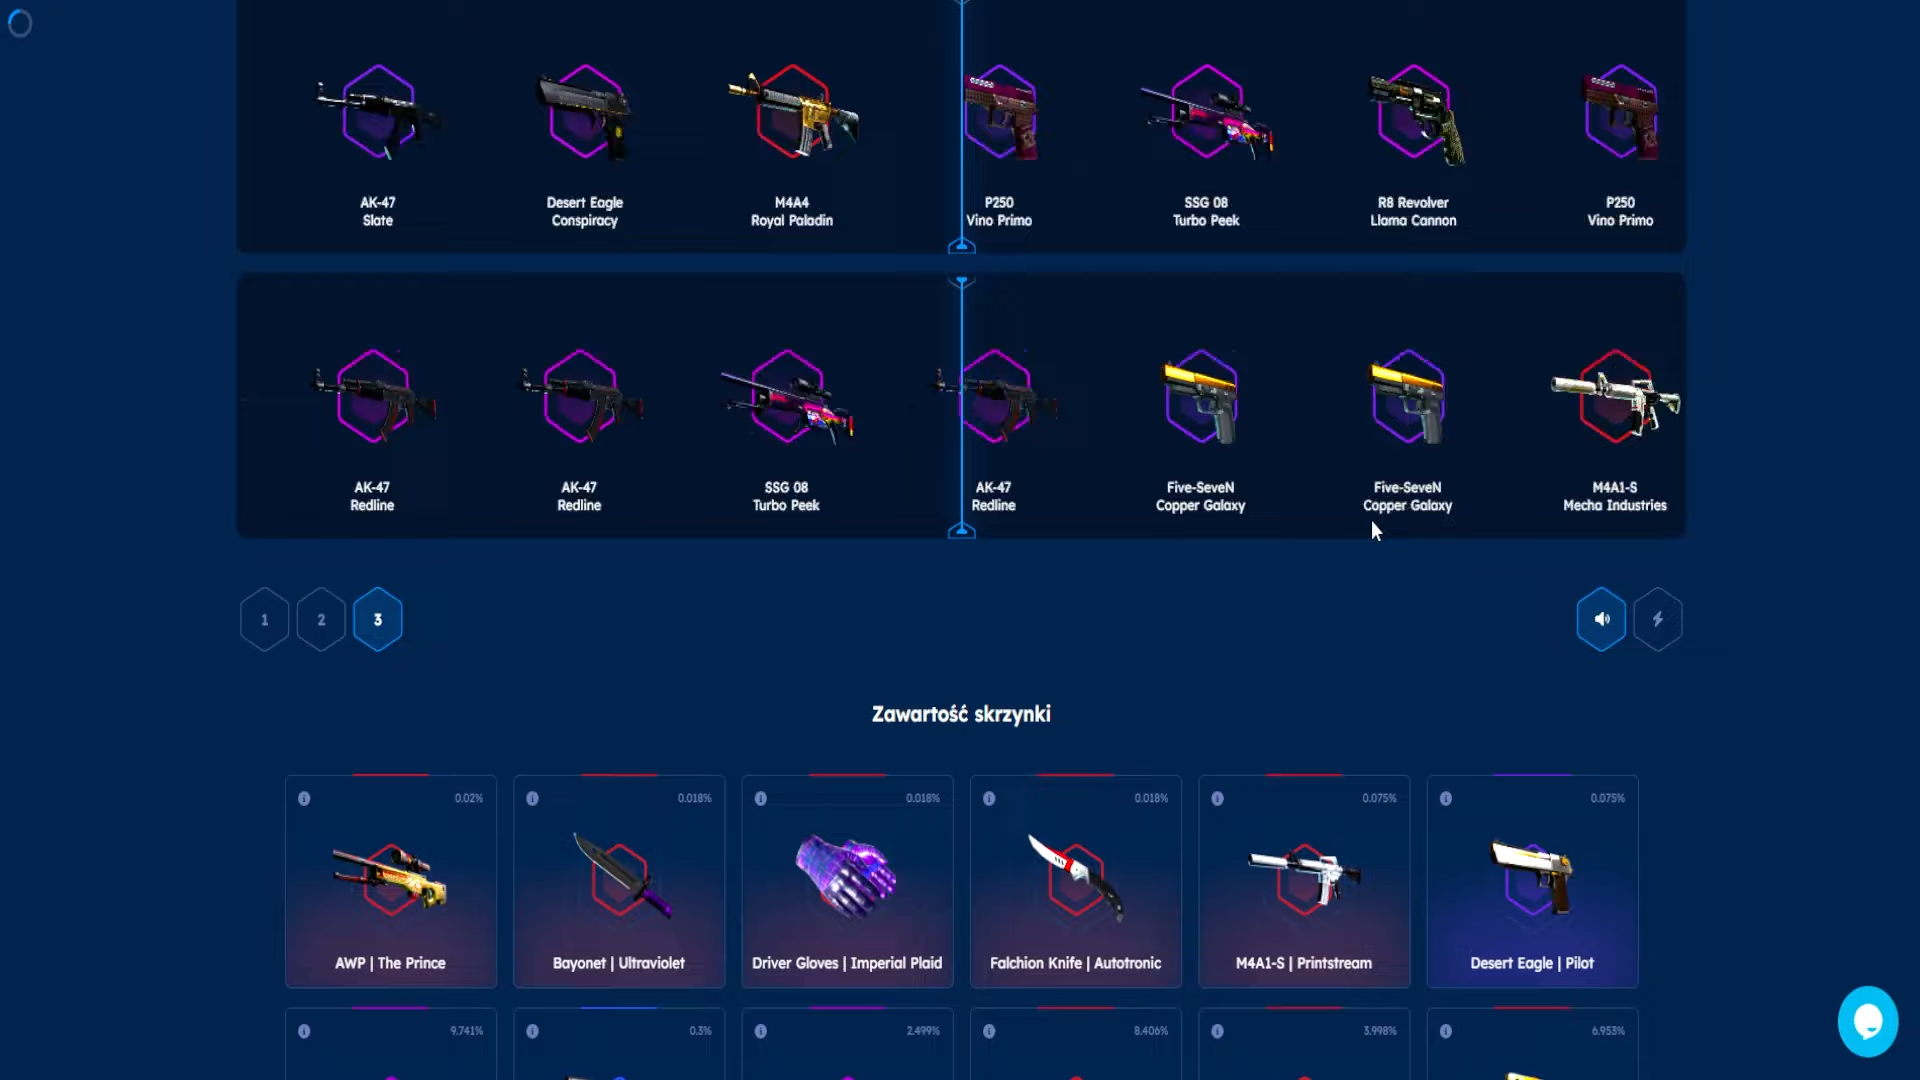 AK-47
Slate
Desert Eagle
Conspiracy
M4A4
Royal Paladin
P250
Vino Primo
SSG 08
Turbo Peek
R8 Revolver
Llama Cannon
P250
Vino Primo
AK-47
Redline
AK-47
Redline
SSG 08
Turbo Peek
AK-47
Redline
Five-SeveN
Copper Galaxy
Five-SeveN
Copper Galaxy
M4A1-S
Mecha Industries
1
2
3
Zawartość skrzynki
0.02%
AWP | The Prince
0.018%
Bayonet | Ultraviolet
0.018%
Driver Gloves | Imperial Plaid
0.018%
Falchion Knife | Autotronic
0.075%
M4A1-S | Printstream
0.075%
Desert Eagle | Pilot
9.741%
0.3%
2.499%
8.406%
3.998%
6.953%